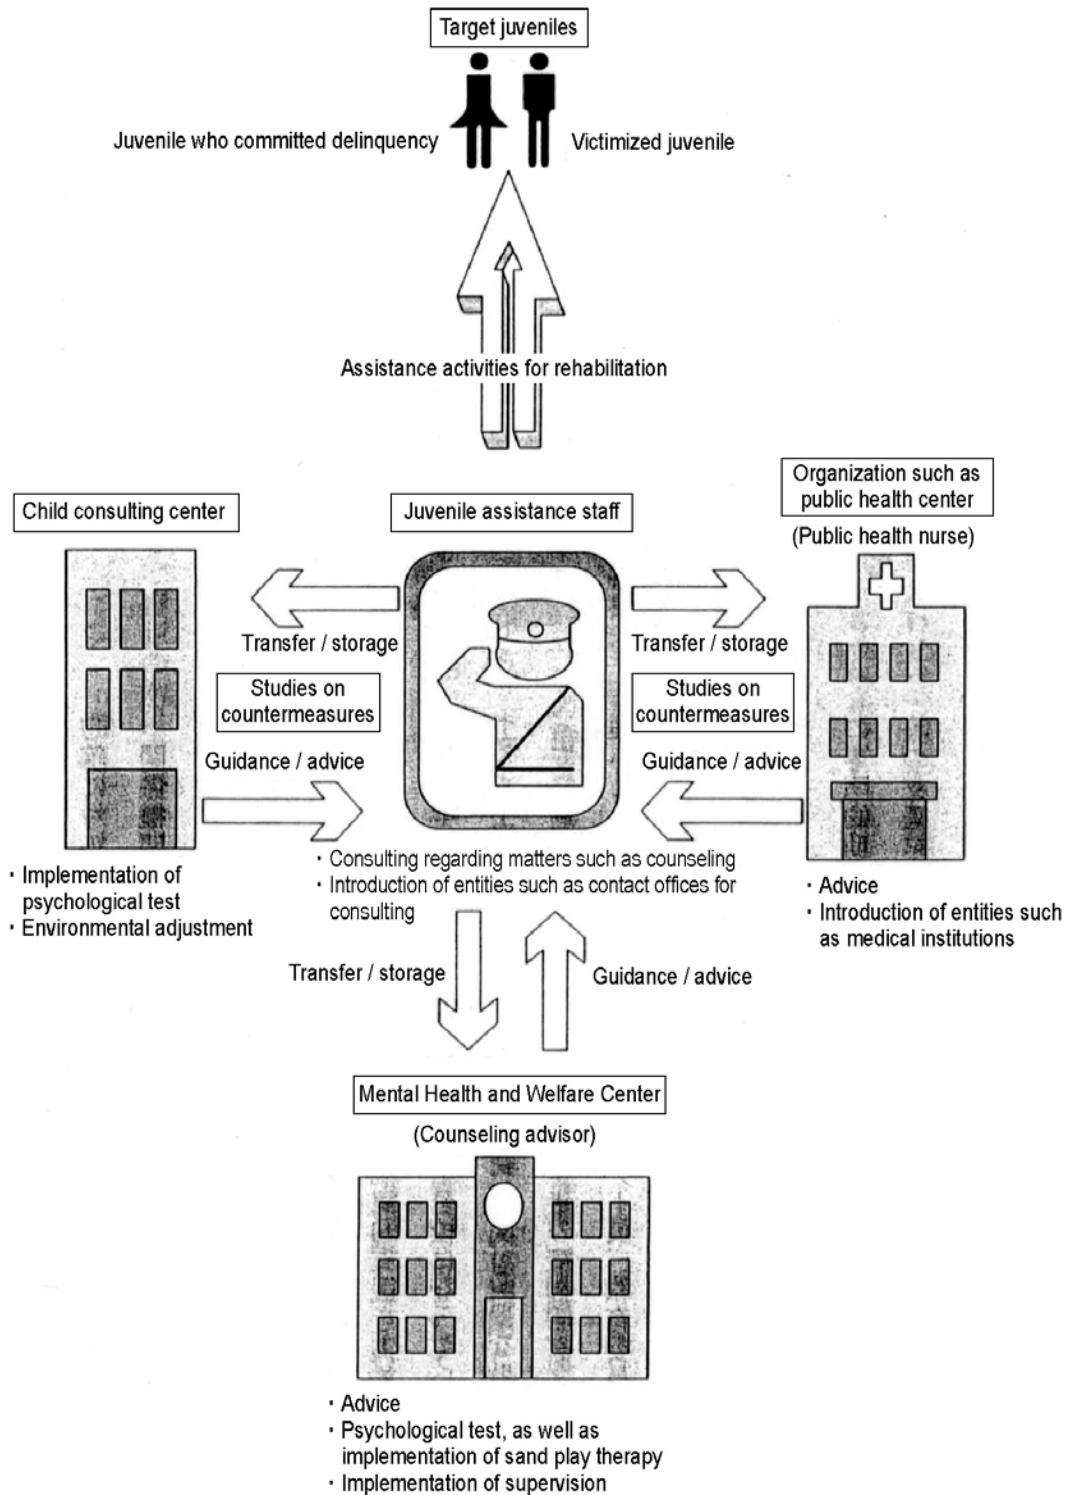 Target juveniles
Juvenile who committed delinquency
Victimized juvenile
Assistance activities for rehabilitation
Child consulting center
Juvenile assistance staff
Organization such as
public health center
(Public health nurse)
Transfer / storage
Transfer / storage
Studies on
countermeasures
Studies on
countermeasures
Guidance / advice
Guidance / advice
· Implementation of
psychological test
· Environmental adjustment
· Consulting regarding matters such as counseling
· Introduction of entities such as contact offices for
consulting
· Advice
· Introduction of entities such
as medical institutions
Transfer / storage
Guidance / advice
Mental Health and Welfare Center
(Counseling advisor)
· Advice
· Psychological test, as well as
implementation of sand play therapy
· Implementation of supervision